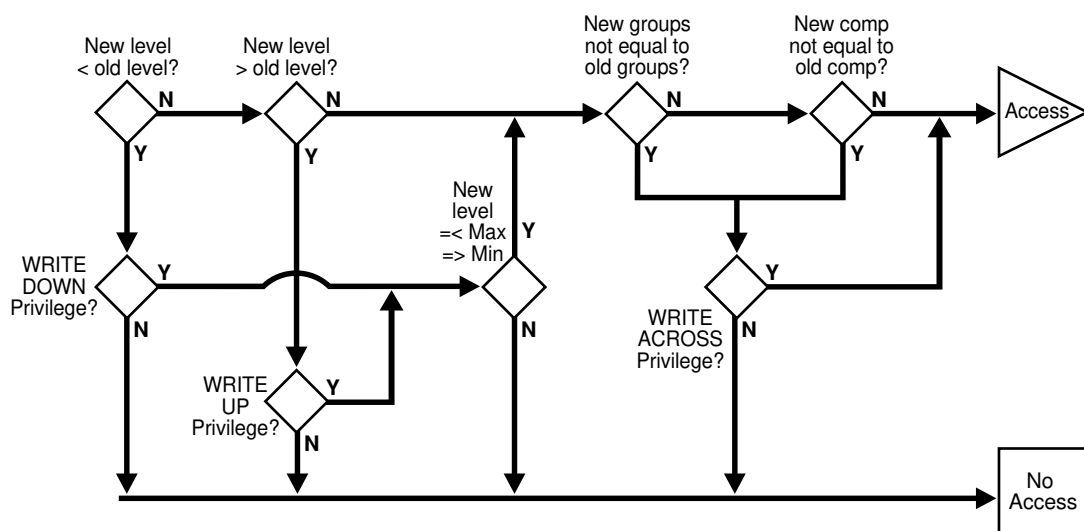 New level
< old level?
New level
> old level?
New groups
not equal to
old groups?
New comp
not equal to
old comp?
N
N
N
N
Access
Y
Y
Y
Y
New
level
=< Max
=> Min
Y
WRITE
DOWN
Privilege?
Y
N
N
Y
N
WRITE
ACROSS
Privilege?
WRITE
UP
Privilege?
Y
N
No
Access